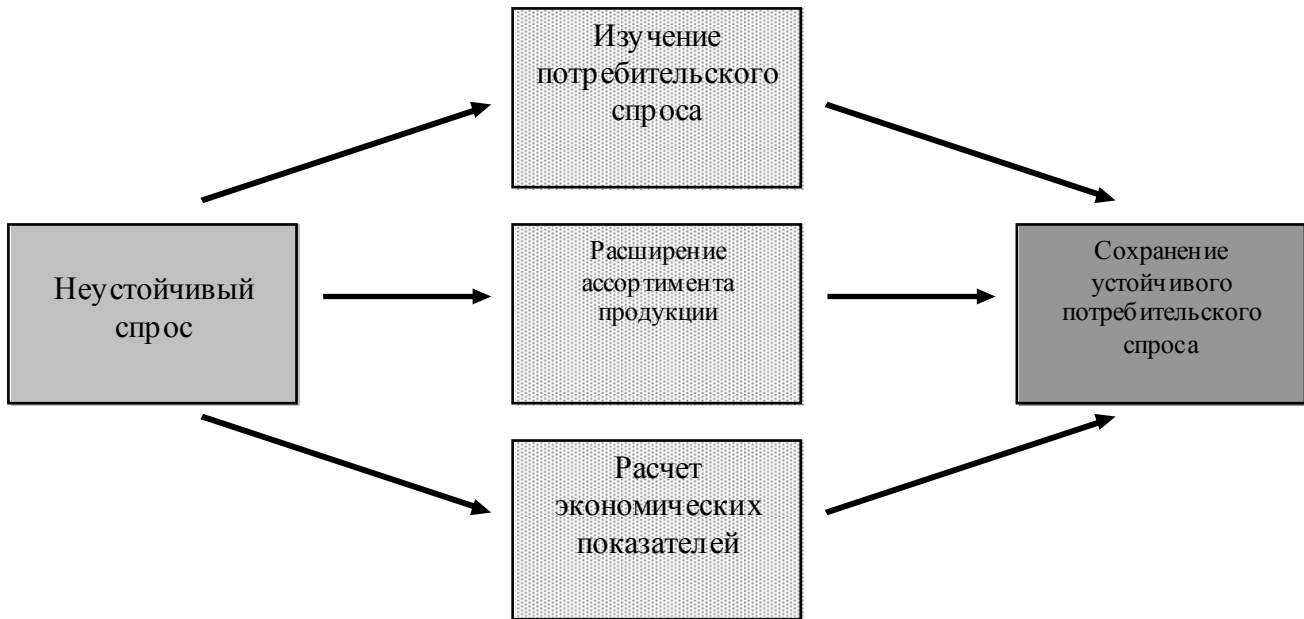 Изучение
потребительского
спроса
Неустойчивый
спрос
Расширение
ассортимента
продукции
Сохранение
устойчивого
потребительского
спроса
Расчет
экономических
показателей